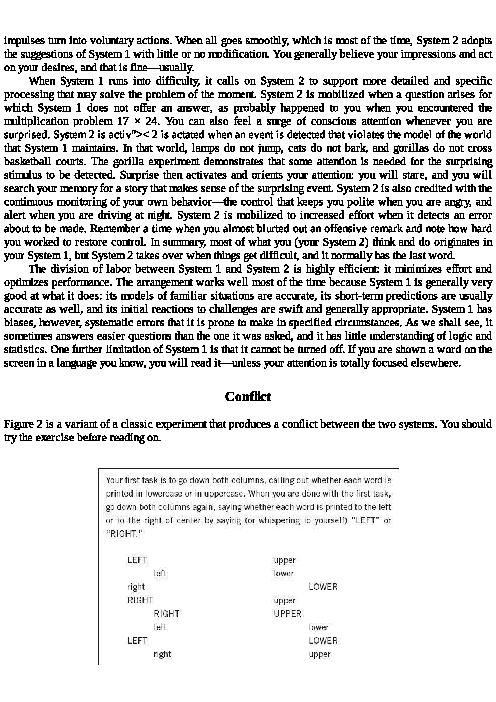 impulses turn into voluntary actions. When all goes smoothly, which is most of the time, System 2 adopts
the suggestions of System 1 with little or no modification. You generally believe your impressions and act
on your desires, and that is fine—usually.
When System 1 runs into difficulty, it calls on System 2 to support more detailed and specific
processing that may solve the problem of the moment. System 2 is mobilized when a question arises for
which System 1 does not offer an answer, as probably happened to you when you encountered the
multiplication problem 17 × 24. You can also feel a surge of conscious attention whenever you are
surprised. System 2 is activ"><2 is actated when an event is detected that violates the model of the world
that System 1 maintains. In that world, lamps do not jump, cats do not bark, and gorillas do not cross
basketball courts. The gorilla experiment demonstrates that some attention is needed for the surprising
stimulus to be detected. Surprise then activates and orients your attention: you will stare, and you will
search your memory for a story that makes sense of the surprising event. System 2 is also credited with the
continuous monitoring of your own behavior—the control that keeps you polite when you are angry, and
alert when you are driving at night. System 2 is mobilized to increased effort when it detects an error
about to be made. Remember a time when you almost blurted out an offensive remark and note how hard
you worked to restore control. In summary, most of what you (your System 2) think and do originates in
your System 1, but System 2 takes over when things get difficult, and it normally has the last word.
The division of labor between System 1 and System 2 is highly efficient: it minimizes effort and
optimizes performance. The arrangement works well most of the time because System 1 is generally very
good at what it does: its models of familiar situations are accurate, its short-term predictions are usually
accurate as well, and its initial reactions to challenges are swift and generally appropriate. System 1 has
biases, however, systematic errors that it is prone to make in specified circumstances. As we shall see, it
sometimes answers easier questions than the one it was asked, and it has little understanding of logic and
statistics. One further limitation of System 1 is that it cannot be turned off. If you are shown a word on the
screen in a language you know, you will read it—unless your attention is totally focused elsewhere.
Conflict
Figure 2 is a variant of a classic experiment that produces a conflict between the two systems. You should
try the exercise before reading on.
Your first task is to go down both columns, calling out whether each word is
printed in lowercase or in uppercase. When you are done with the first task,
go down both columns again, saying whether each word is printed to the left
or to the right of center by saying (or whispering to yourself) "LEFT" or
"RIGHT."
LEFT upper
left lower
right LOWER
RIGHT upper
RIGHT UPPER
left lower
LEFT LOWER
right upper